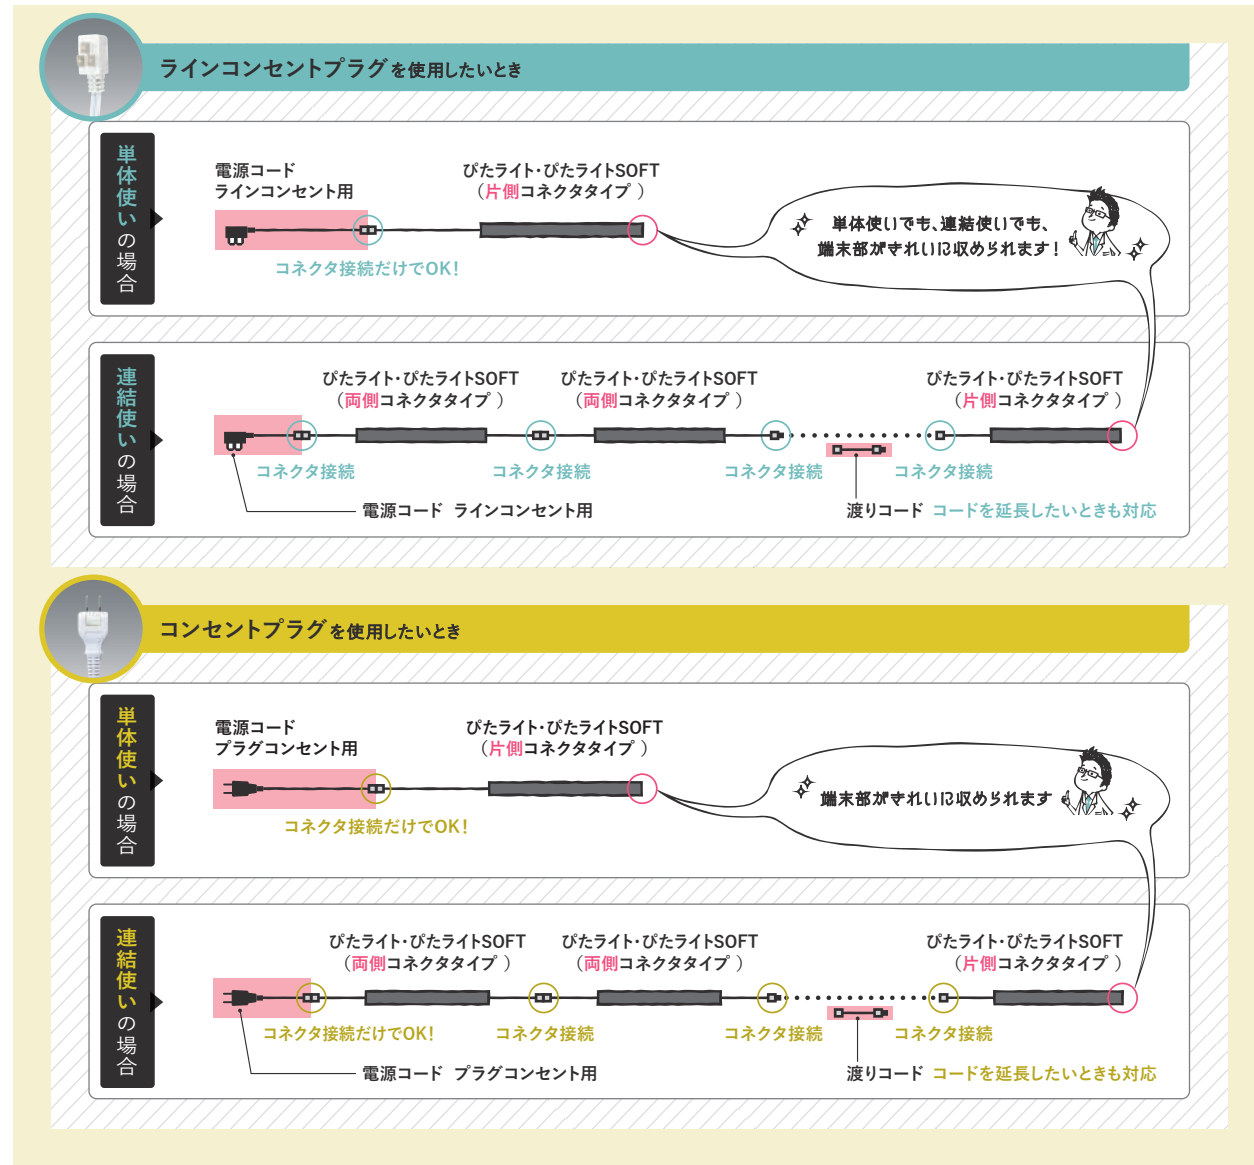 ラインコンセントプラグを使用したいとき
単体使いの場合
電源コード
ラインコンセント用
ぴたライト・ぴたライトSOFT
（片側コネクタタイプ ）
コネクタ接続だけでOK！
単体使いでも、連結使いでも、
端末部がきれいに収められます！
連結使いの場合
ぴたライト・ぴたライトSOFT
（両側コネクタタイプ ）
ぴたライト・ぴたライトSOFT
（両側コネクタタイプ ）
ぴたライト・ぴたライトSOFT
（片側コネクタタイプ ）
コネクタ接続
コネクタ接続
コネクタ接続
コネクタ接続
電源コード ラインコンセント用
渡りコード コードを延長したいときも対応
コンセントプラグを使用したいとき
単体使いの場合
電源コード
プラグコンセント用
ぴたライト・ぴたライトSOFT
（片側コネクタタイプ ）
コネクタ接続だけでOK！
端末部がきれいに収められます
連結使いの場合
ぴたライト・ぴたライトSOFT
（両側コネクタタイプ ）
ぴたライト・ぴたライトSOFT
（両側コネクタタイプ ）
ぴたライト・ぴたライトSOFT
（片側コネクタタイプ ）
コネクタ接続だけでOK！
コネクタ接続
コネクタ接続
コネクタ接続
電源コード プラグコンセント用
渡りコード コードを延長したいときも対応